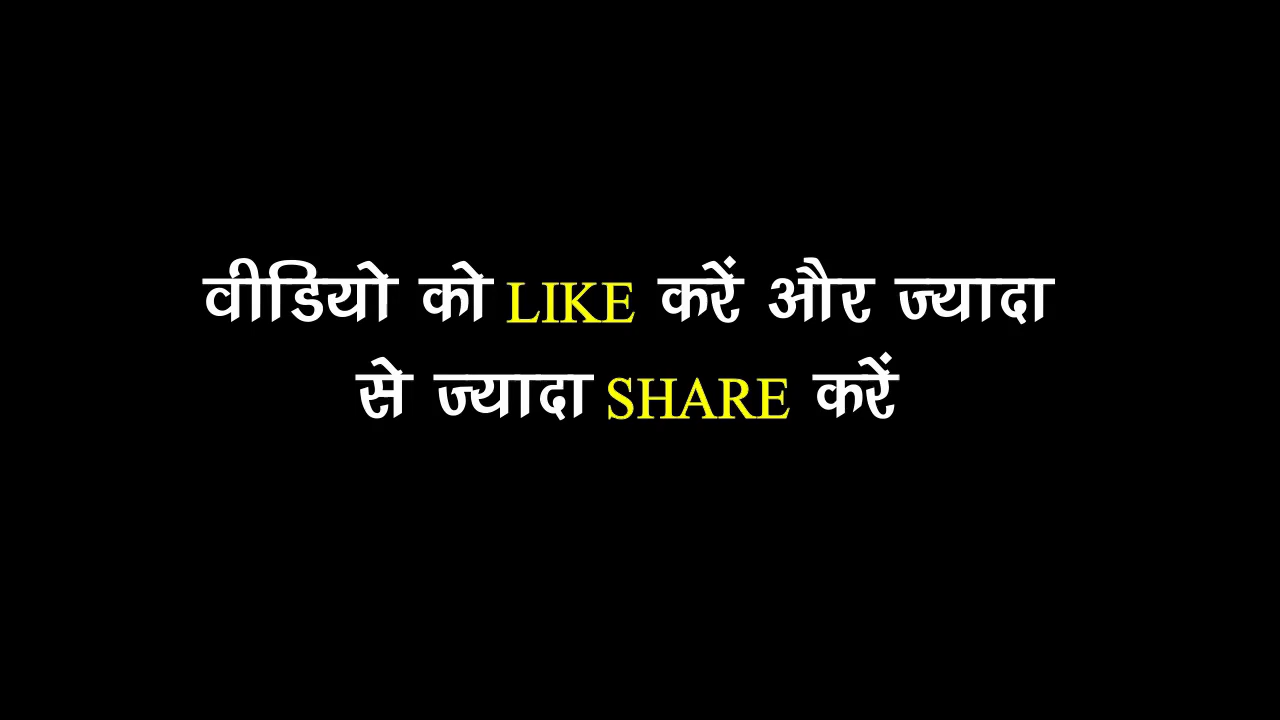 वीडियो को LIKE करें और ज्यादा
से ज्यादा SHARE करें